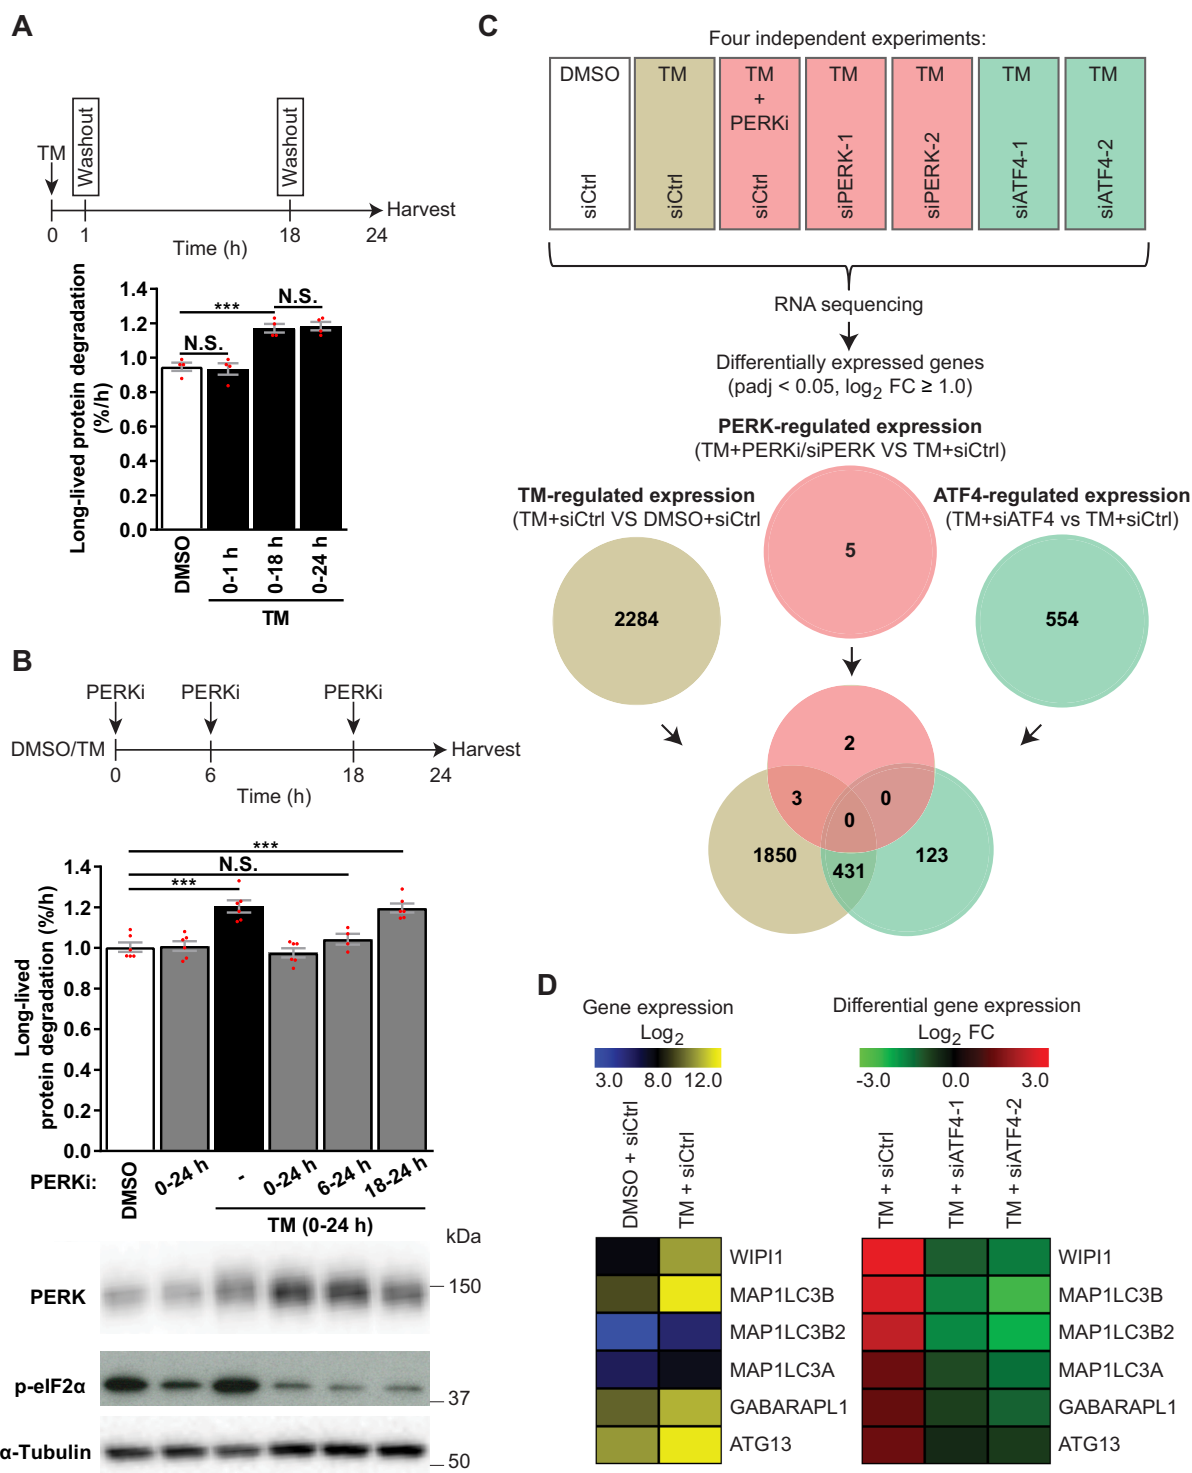 A
TM
Washout
Washout
Harvest
0
1
18
24
Time (h)
Long-lived protein degradation
(%/h)
1.4
1.2
1.0
0.8
0.6
0.4
0.2
0.0
***
N.S.
N.S.
DMSO
0-1 h
0-18 h
0-24 h
TM
B
PERKi
PERKi
PERKi
DMSO/TM
Harvest
0
6
18
24
Time (h)
Long-lived
protein degradation (%/h)
1.4
1.2
1.0
0.8
0.6
0.4
0.2
0.0
***
N.S.
***
PERKi:
DMSO
0-24 h
-
0-24 h
6-24 h
18-24 h
TM (0-24 h)
kDa
PERK
150
p-eIF2α
37
α-Tubulin
50
C
Four independent experiments:
DMSO
siCtrl
TM
siCtrl
TM
+
PERKi
siCtrl
TM
siPERK-1
TM
siPERK-2
TM
siATF4-1
TM
siATF4-2
RNA sequencing
Differentially expressed genes
(padj < 0.05, log2 FC ≥ 1.0)
PERK-regulated expression
(TM+PERKi/siPERK VS TM+siCtrl)
TM-regulated expression
(TM+siCtrl VS DMSO+siCtrl
ATF4-regulated expression
(TM+siATF4 vs TM+siCtrl)
5
2284
554
2
3
0
0
1850
431
123
D
Gene expression
Log2
3.0 8.0 12.0
DMSO + siCtrl
TM + siCtrl
WIPI1
MAP1LC3B
MAP1LC3B2
MAP1LC3A
GABARAPL1
ATG13
Differential gene expression
Log2 FC
-3.0 0.0 3.0
TM + siCtrl
TM + siATF4-1
TM + siATF4-2
WIPI1
MAP1LC3B
MAP1LC3B2
MAP1LC3A
GABARAPL1
ATG13